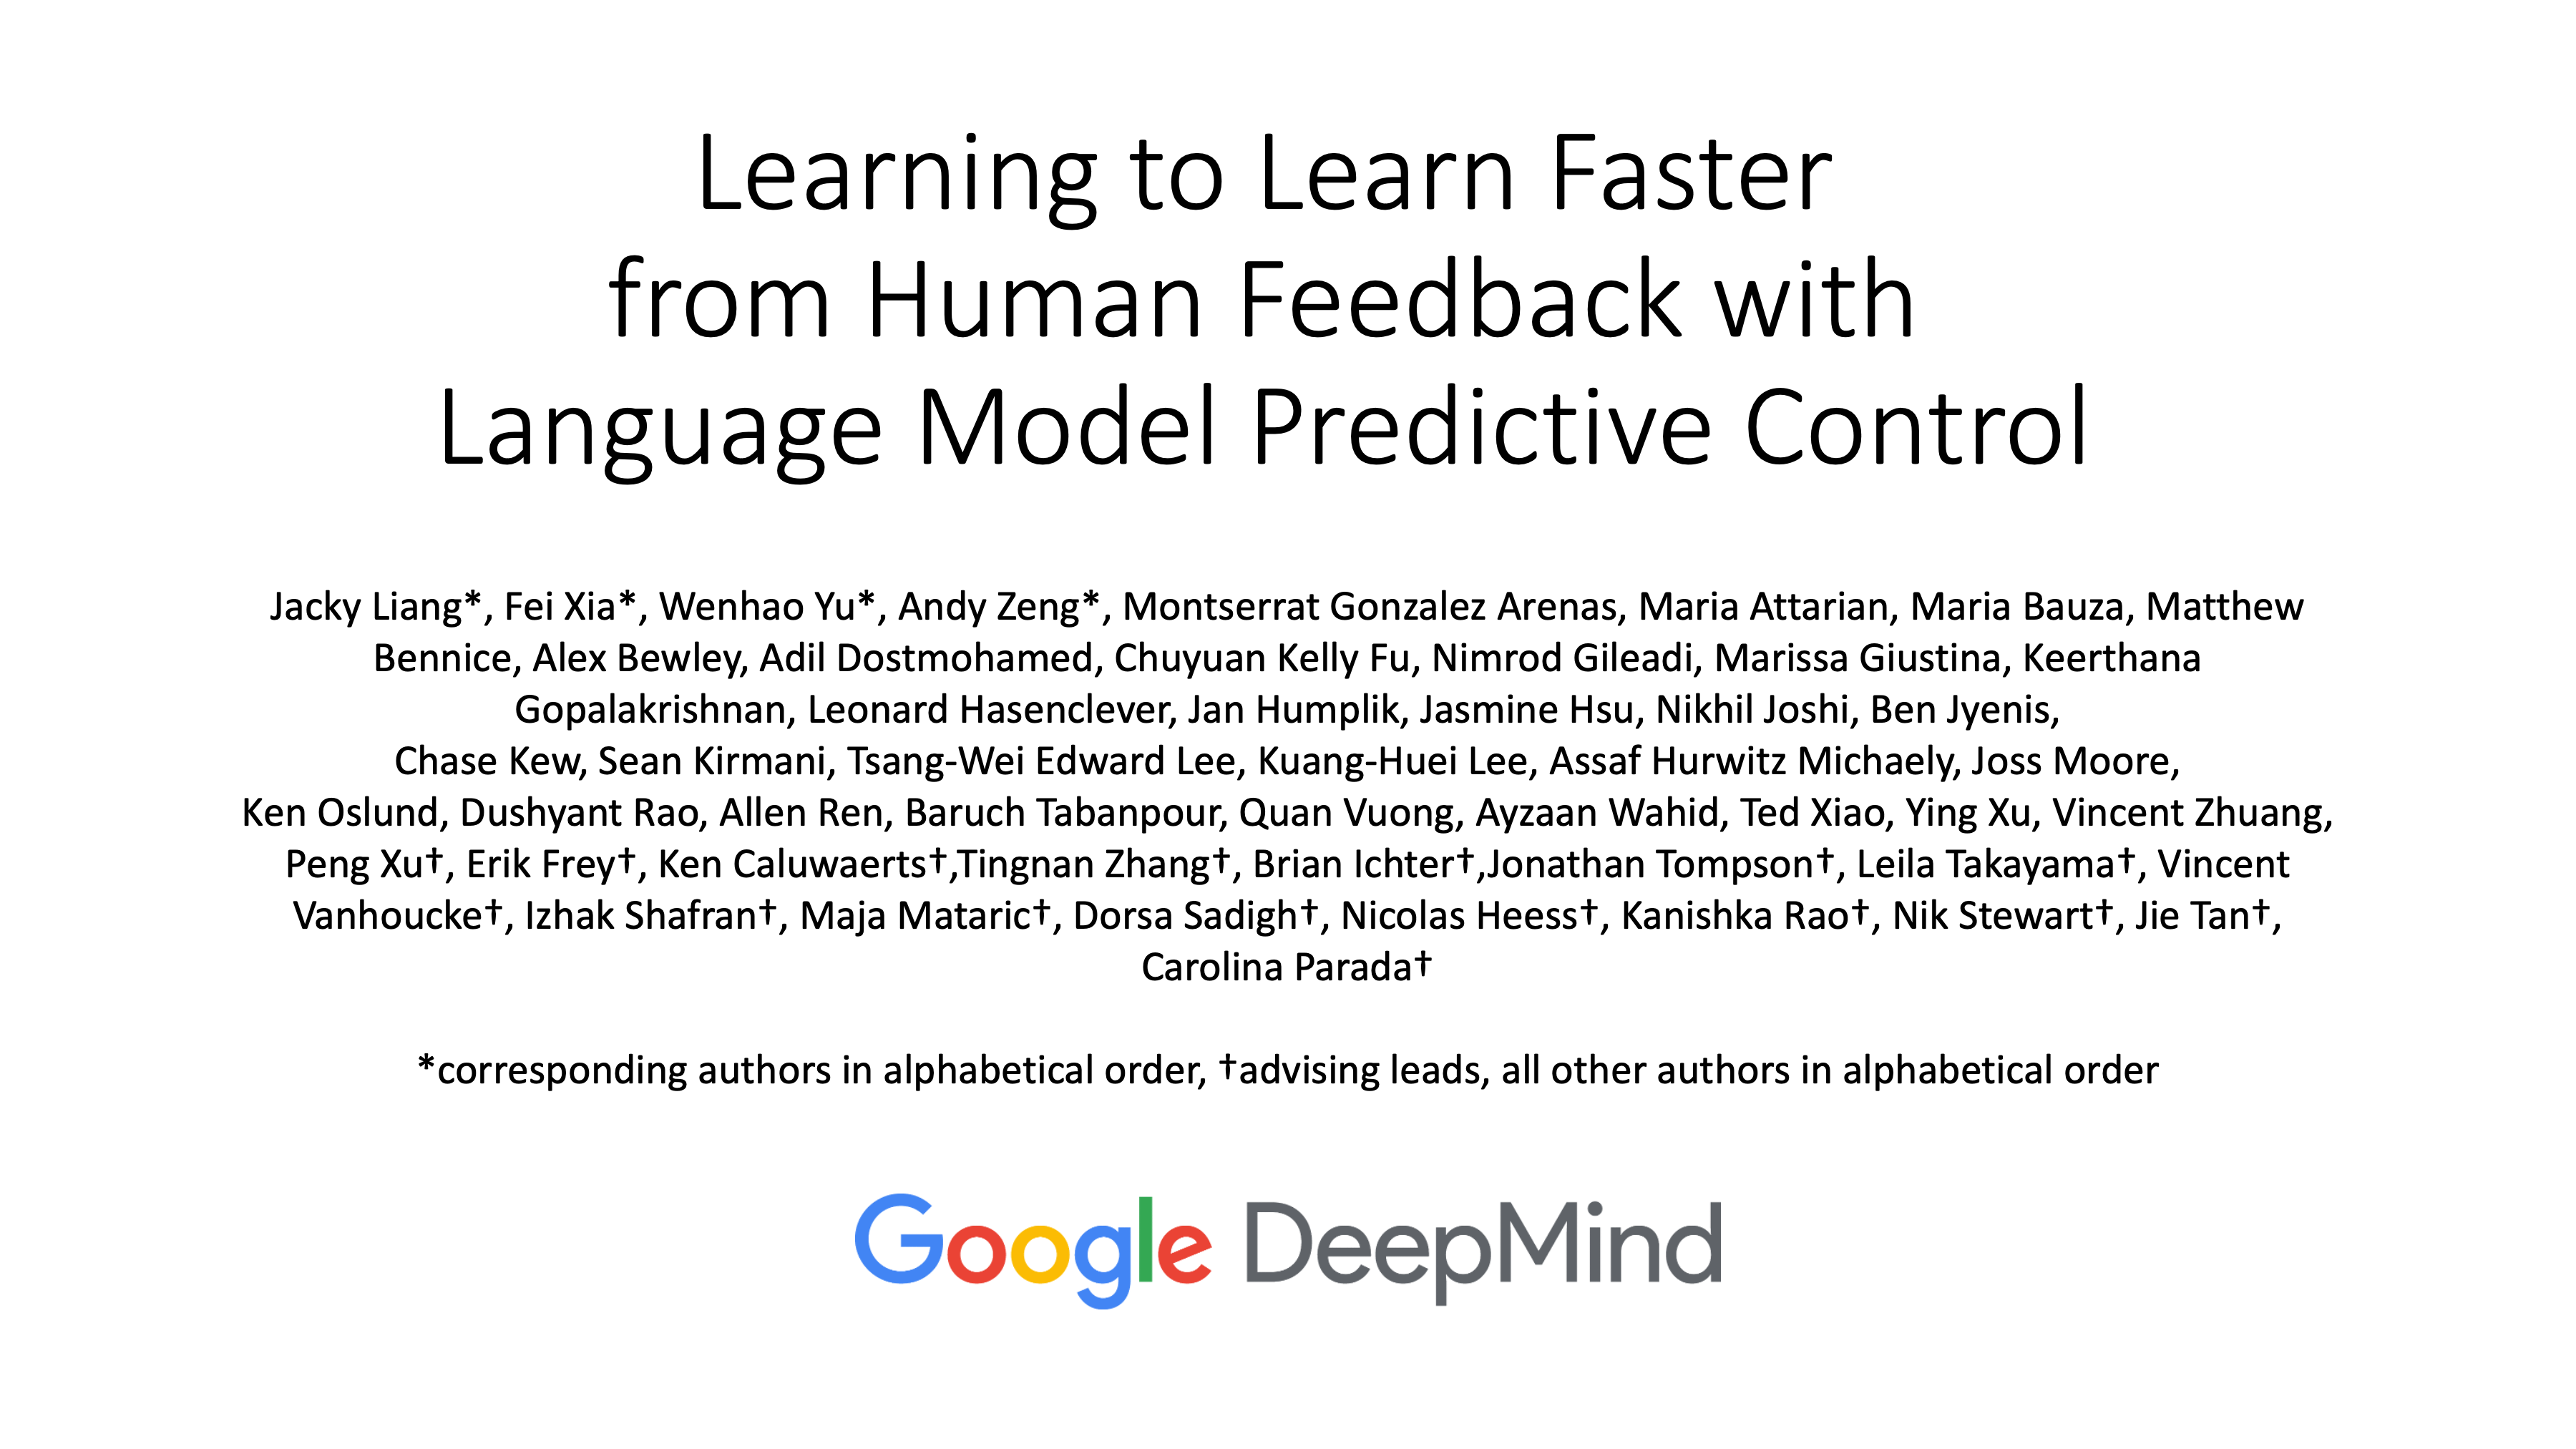 Learning to Learn Faster
from Human Feedback with
Language Model Predictive Control
Jacky Liang*, Fei Xia*, Wenhao Yu*, Andy Zeng*, Montserrat Gonzalez Arenas, Maria Attarian, Maria Bauza, Matthew
Bennice, Alex Bewley, Adil Dostmohamed, Chuyuan Kelly Fu, Nimrod Gileadi, Marissa Giustina, Keerthana
Gopalakrishnan, Leonard Hasenclever, Jan Humplik, Jasmine Hsu, Nikhil Joshi, Ben Jyenis,
Chase Kew, Sean Kirmani, Tsang-Wei Edward Lee, Kuang-Huei Lee, Assaf Hurwitz Michaely, Joss Moore,
Ken Oslund, Dushyant Rao, Allen Ren, Baruch Tabanpour, Quan Vuong, Ayzaan Wahid, Ted Xiao, Ying Xu, Vincent Zhuang,
Peng Xu†, Erik Frey†, Ken Caluwaerts†,Tingnan Zhang†, Brian Ichter†,Jonathan Tompson†, Leila Takayama†, Vincent
Vanhoucke†, Izhak Shafran†, Maja Mataric†, Dorsa Sadigh†, Nicolas Heess†, Kanishka Rao†, Nik Stewart†, Jie Tan†,
Carolina Parada†
*corresponding authors in alphabetical order, †advising leads, all other authors in alphabetical order
Google DeepMind